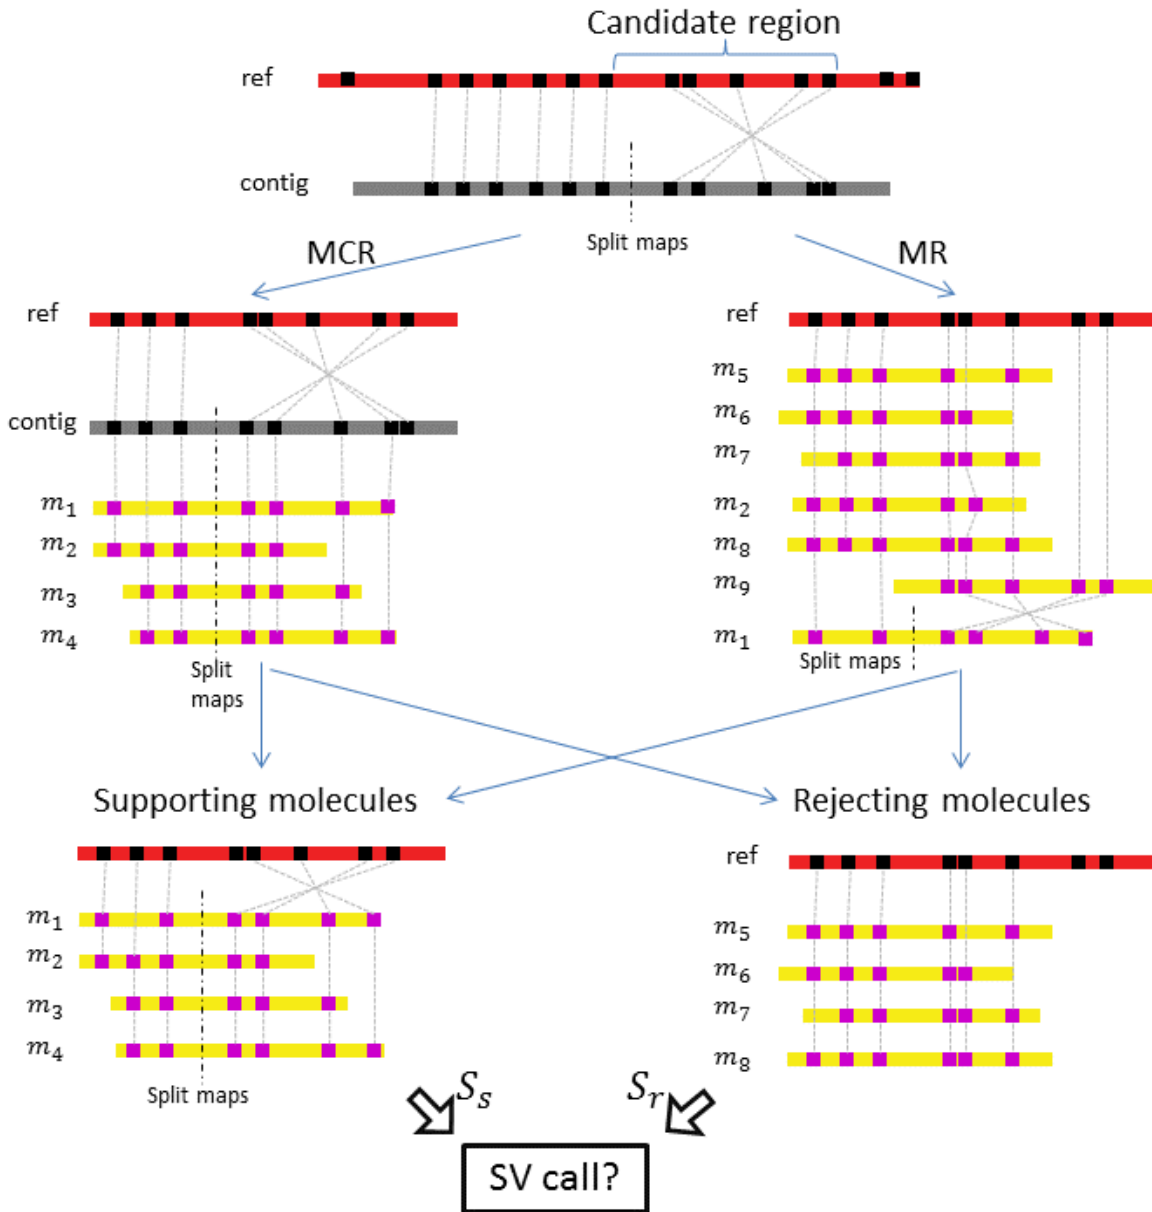 Candidate region
ref
contig
Split maps
MCR
MR
ref
contig
m₁
m₂
m₃
m₄
Split
maps
ref
m₅
m₆
m₇
m₂
m₈
m₉
m₁
Split maps
Supporting molecules
m₁
m₂
m₃
m₄
Split maps
Rejecting molecules
ref
m₅
m₆
m₇
m₈
Sₛ
Sᵣ
SV call?